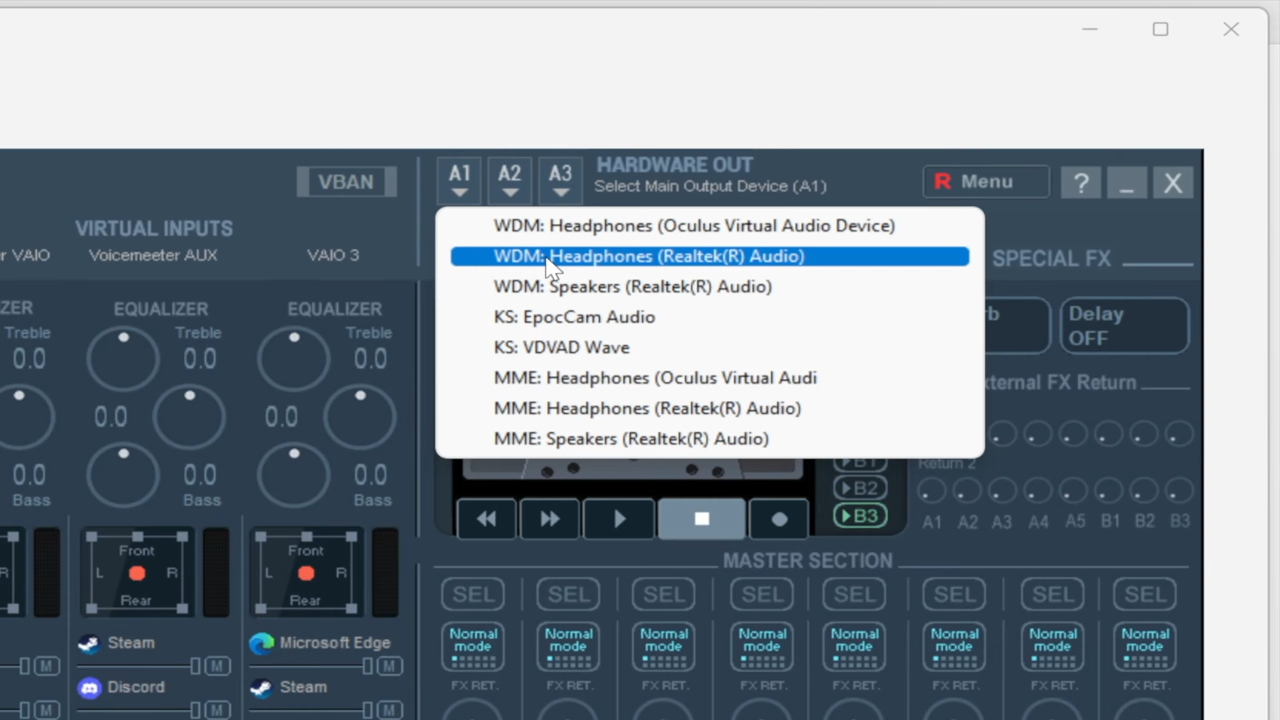 VBAN
A1
A2
A3
HARDWARE OUT
Select Main Output Device (A1)
R Menu
?
_
X
WDM: Headphones (Oculus Virtual Audio Device)
WDM: Headphones (Realtek(R) Audio)
WDM: Speakers (Realtek(R) Audio)
KS: EpocCam Audio
KS: VDVAD Wave
MME: Headphones (Oculus Virtual Audi
MME: Headphones (Realtek(R) Audio)
MME: Speakers (Realtek(R) Audio)
VIRTUAL INPUTS
r VAIO
Voicemeeter AUX
VAIO 3
SPECIAL FX
rb
Delay
OFF
ternal FX Return
Return 2
A1 A2 A3 A4 A5 B1 B2 B3
ZER
EQUALIZER
EQUALIZER
Treble
Treble
Treble
0.0
0.0
0.0
0.0
0.0
0.0
0.0
0.0
Bass
Bass
Bass
B1
B2
B3
R
Front
L R
Rear
Front
L R
Rear
MASTER SECTION
SEL SEL SEL SEL SEL SEL SEL SEL
Normal Normal Normal Normal Normal Normal Normal Normal
mode mode mode mode mode mode mode mode
FX RET. FX RET. FX RET. FX RET. FX RET. FX RET. FX RET. FX RET.
Steam
Microsoft Edge
M M M
Discord
Steam
M M M